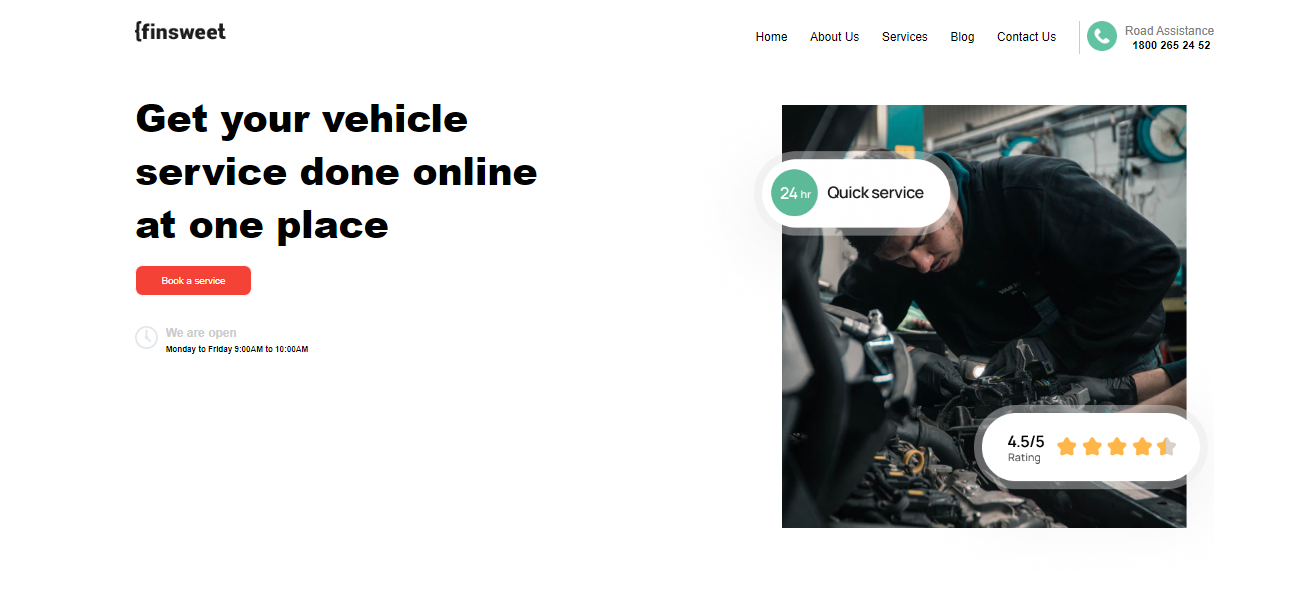 {finsweet
Home About Us Services Blog Contact Us
Road Assistance
1800 265 24 52
Get your vehicle
service done online
at one place
Book a service
We are open
Monday to Friday 9:00AM to 10:00AM
24 hr Quick service
4.5/5
Rating